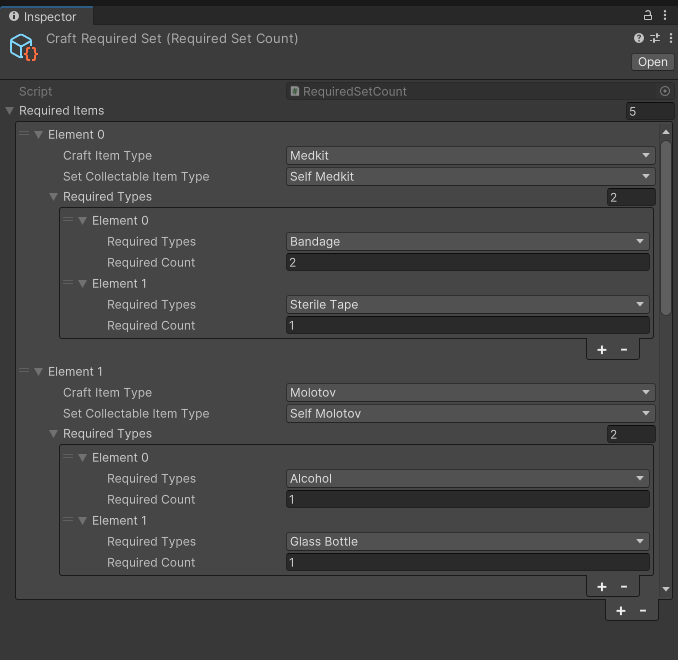 Inspector
Craft Required Set (Required Set Count)
Open
Script RequiredSetCount
Required Items 5
Element 0
Craft Item Type Medkit
Set Collectable Item Type Self Medkit
Required Types 2
Element 0
Required Types Bandage
Required Count 2
Element 1
Required Types Sterile Tape
Required Count 1
+ -
Element 1
Craft Item Type Molotov
Set Collectable Item Type Self Molotov
Required Types 2
Element 0
Required Types Alcohol
Required Count 1
Element 1
Required Types Glass Bottle
Required Count 1
+ -
+ -